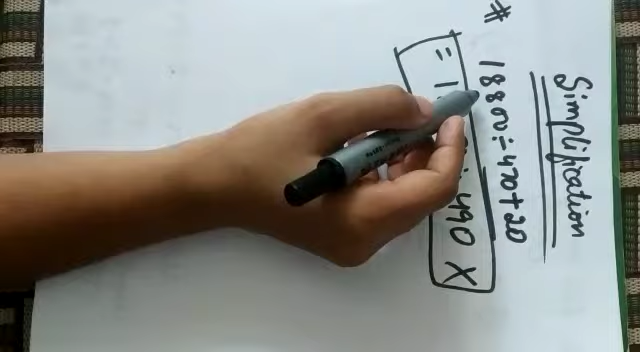 Simplification
# 18800÷470+20
= 1 ÷ 490 X